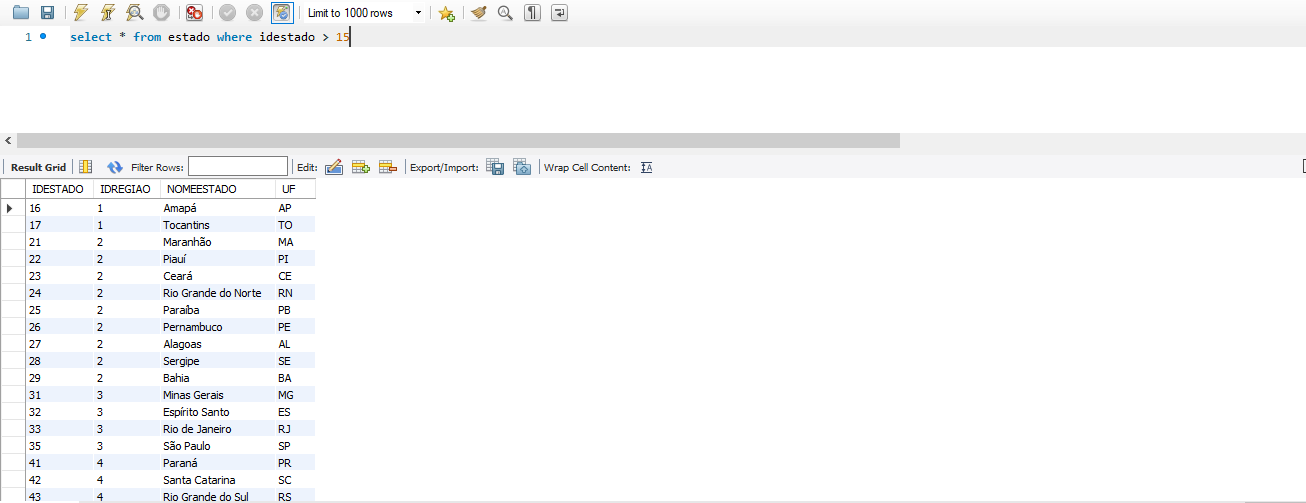 Limit to 1000 rows
1 select * from estado where idestado > 15
Result Grid Filter Rows: Edit: Export/Import: Wrap Cell Content:
IDESTADO IDREGIAO NOMEESTADO UF
16 1 Amapá AP
17 1 Tocantins TO
21 2 Maranhão MA
22 2 Piauí PI
23 2 Ceará CE
24 2 Rio Grande do Norte RN
25 2 Paraíba PB
26 2 Pernambuco PE
27 2 Alagoas AL
28 2 Sergipe SE
29 2 Bahia BA
31 3 Minas Gerais MG
32 3 Espírito Santo ES
33 3 Rio de Janeiro RJ
35 3 São Paulo SP
41 4 Paraná PR
42 4 Santa Catarina SC
43 4 Rio Grande do Sul RS